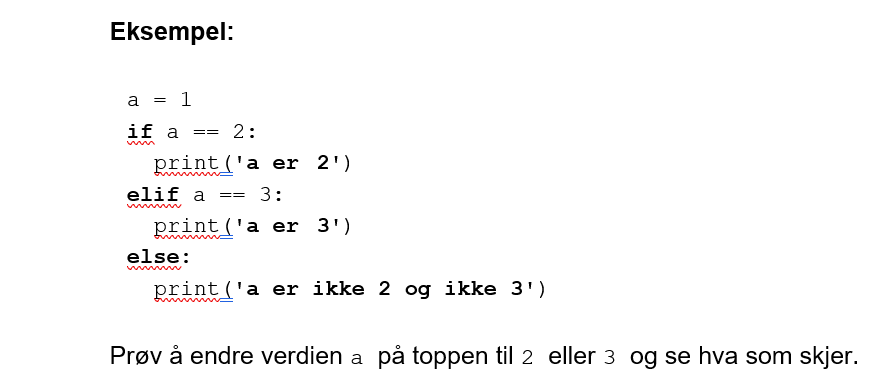 Eksempel:
a = 1
if a == 2:
  print('a er 2')
elif a == 3:
  print('a er 3')
else:
  print('a er ikke 2 og ikke 3')
Prøv å endre verdien a på toppen til 2 eller 3 og se hva som skjer.